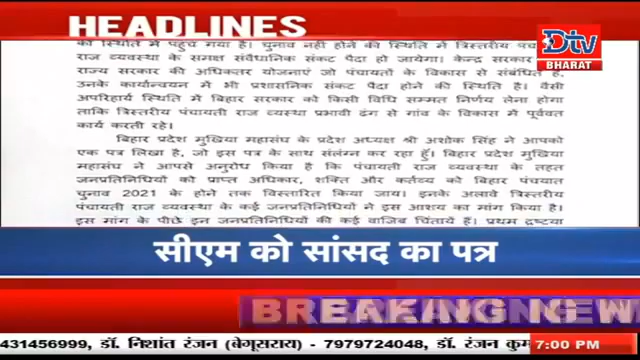 HEADLINES
Dtv
BHARAT
की स्थिति में पहुंच गया है। चुनाव नहीं होने की स्थिति में त्रिस्तरीय
राज व्यवस्था के समक्ष संवैधानिक संकट पैदा हो जायेगा। केन्द्र सरकार
राज्य सरकार की अधिकतर योजनाएं जो पंचायतों के विकास से संबंधित है,
उनके कार्यान्वयन में भी प्रशासनिक संकट पैदा होने की स्थिति है। वैसी
अपरिहार्य स्थिति में बिहार सरकार को किसी विधि सम्मत निर्णय लेना होगा
ताकि त्रिस्तरीय पंचायती राज व्यवस्था प्रभावी ढंग से गांव के विकास में पूर्ववत
कार्य करती रहे।
बिहार प्रदेश मुखिया महासंघ के प्रदेश अध्यक्ष श्री अशोक सिंह ने आपको
एक पत्र लिखा है, जो इस पत्र के साथ संलग्न कर रहा हूँ। बिहार प्रदेश मुखिया
महासंघ ने आपसे अनुरोध किया है कि पंचायती राज व्यवस्था के तहत
जनप्रतिनिधियों को प्राप्त अधिकार, शक्ति और कर्तव्य को बिहार पंचयात
चुनाव 2021 के होने तक विस्तारित किया जाय। इनके अलावे त्रिस्तरीय
पंचायती राज व्यवस्था के कई जनप्रतिनिधियों ने इस आशय का मांग किया है।
इस मांग के पीछे इन जनप्रतिनिधियों की कई वाजिब चिंतायें हैं। प्रथम द्रष्टया
सीएम को सांसद का पत्र
BREAKING NEW
431456999, डॉ. निशांत रंजन (बेगूसराय) - 7979724048, डॉ. रंजन कुम
7:00 PM